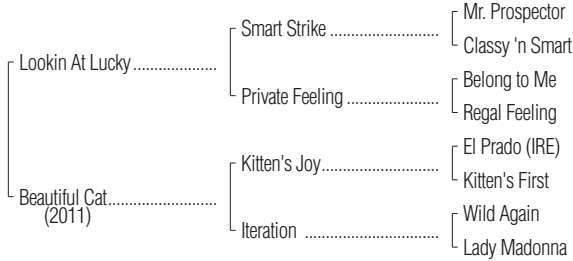 Mr. Prospector
Smart Strike ......................
Classy 'n Smart
Lookin At Lucky .................
Belong to Me
Private Feeling ...................
Regal Feeling
El Prado (IRE)
Kitten's Joy........................
Kitten's First
Beautiful Cat......................
(2011)
Wild Again
Iteration ...........................
Lady Madonna